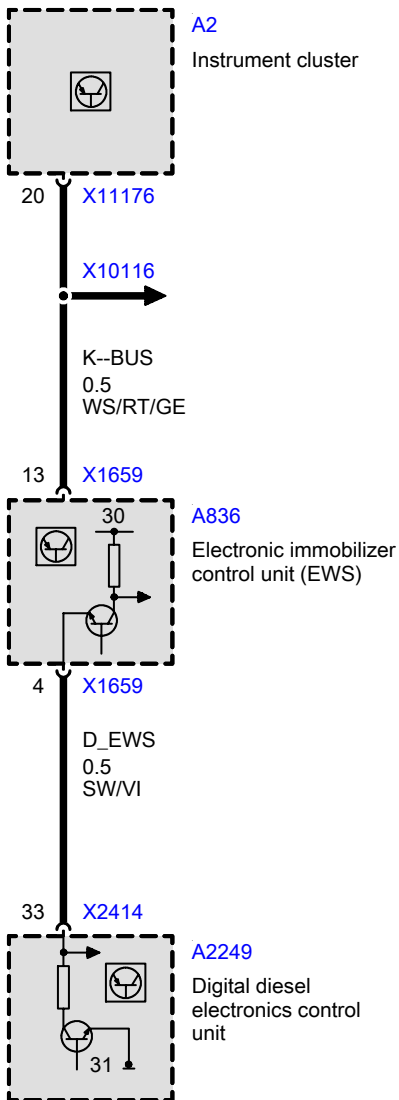 A2
Instrument cluster
20 X11176
X10116
K--BUS
0.5
WS/RT/GE
13 X1659
30
A836
Electronic immobilizer
control unit (EWS)
4 X1659
D_EWS
0.5
SW/VI
33 X2414
A2249
Digital diesel
electronics control
unit
31